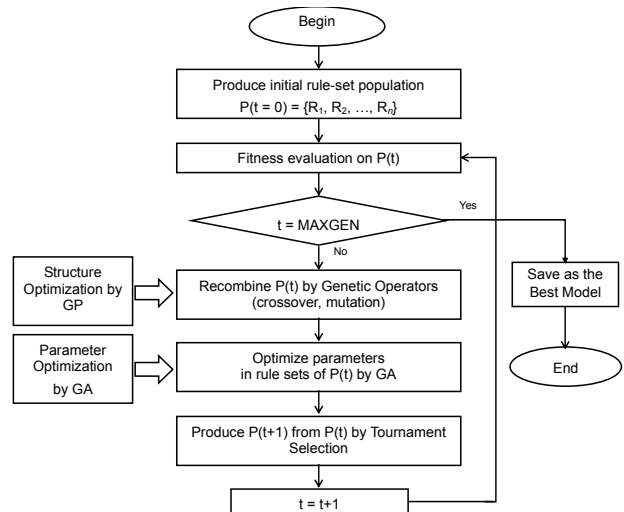 Begin
Produce initial rule-set population
P(t = 0) = {R₁, R₂, …, Rₙ}
Fitness evaluation on P(t)
t = MAXGEN
Yes
No
Structure
Optimization by
GP
Recombine P(t) by Genetic Operators
(crossover, mutation)
Save as the
Best Model
Parameter
Optimization
by GA
Optimize parameters
in rule sets of P(t) by GA
End
Produce P(t+1) from P(t) by Tournament
Selection
t = t+1